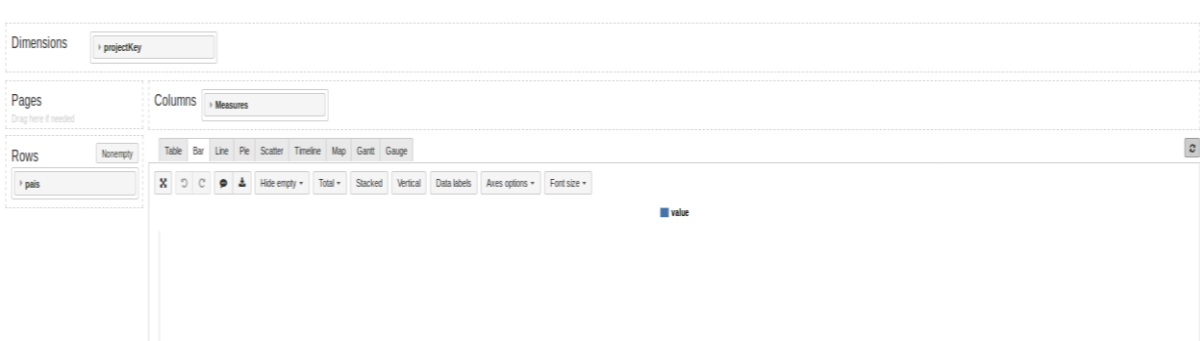 Dimensions
projectKey
Pages
Drag here if needed
Columns
Measures
Rows
Nonempty
pais
Table Bar Line Pie Scatter Timeline Map Gantt Gauge
Hide empty Total Stacked Vertical Data labels Axes options Font size
value